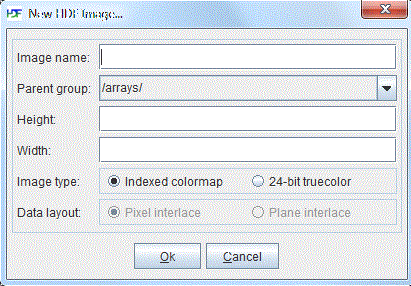 HDF New HDF Image...
Image name:
Parent group: /arrays/
Height:
Width:
Image type: Indexed colormap 24-bit truecolor
Data layout: Pixel interlace Plane interlace
Ok Cancel